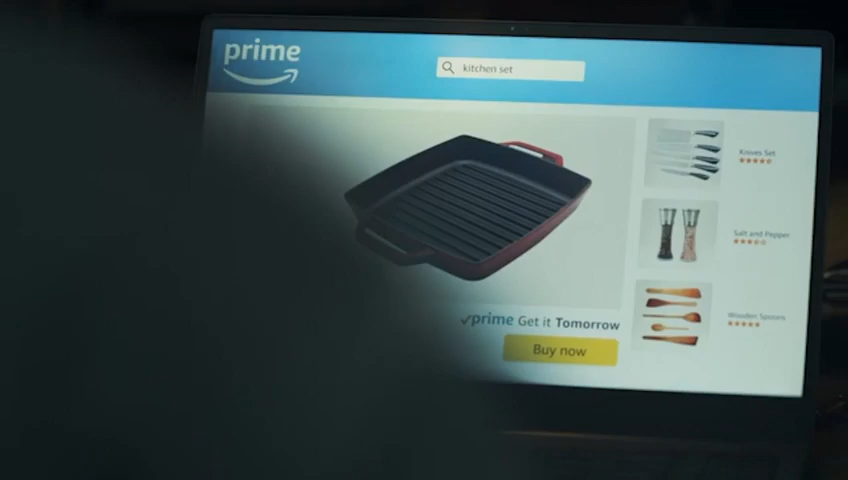 prime
kitchen set
Knives Set
Salt and Pepper
Wooden Spoons
prime Get it Tomorrow
Buy now